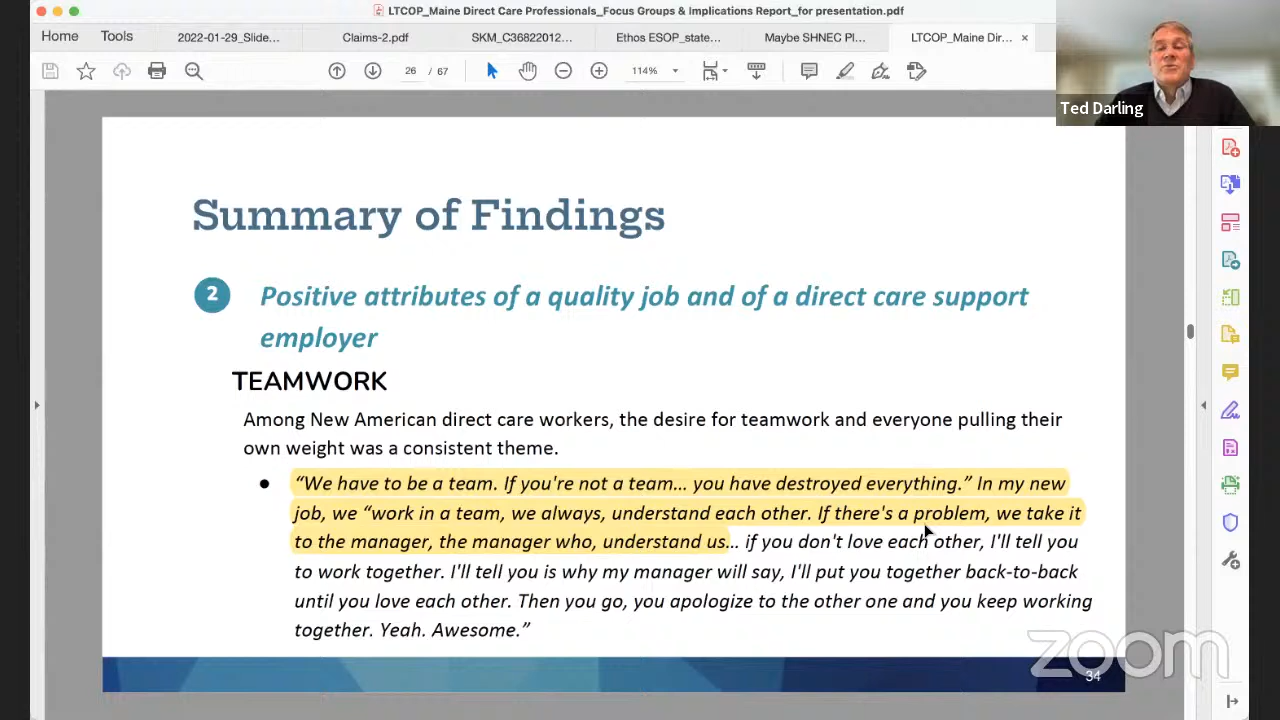 LTCOP_Maine Direct Care Professionals_Focus Groups & Implications Report_for presentation.pdf
Home
Tools
2022-01-29_Slide...
Claims-2.pdf
SKM_C36822012...
Ethos ESOP_state...
Maybe SHNEC Pl...
LTCOP_Maine Dir...
26 / 67
114%
Ted Darling
Summary of Findings
2
Positive attributes of a quality job and of a direct care support
employer
TEAMWORK
Among New American direct care workers, the desire for teamwork and everyone pulling their
own weight was a consistent theme.
● “We have to be a team. If you're not a team… you have destroyed everything.” In my new
job, we “work in a team, we always, understand each other. If there's a problem, we take it
to the manager, the manager who, understand us… if you don't love each other, I'll tell you
to work together. I'll tell you is why my manager will say, I'll put you together back-to-back
until you love each other. Then you go, you apologize to the other one and you keep working
together. Yeah. Awesome.”
zoom
34